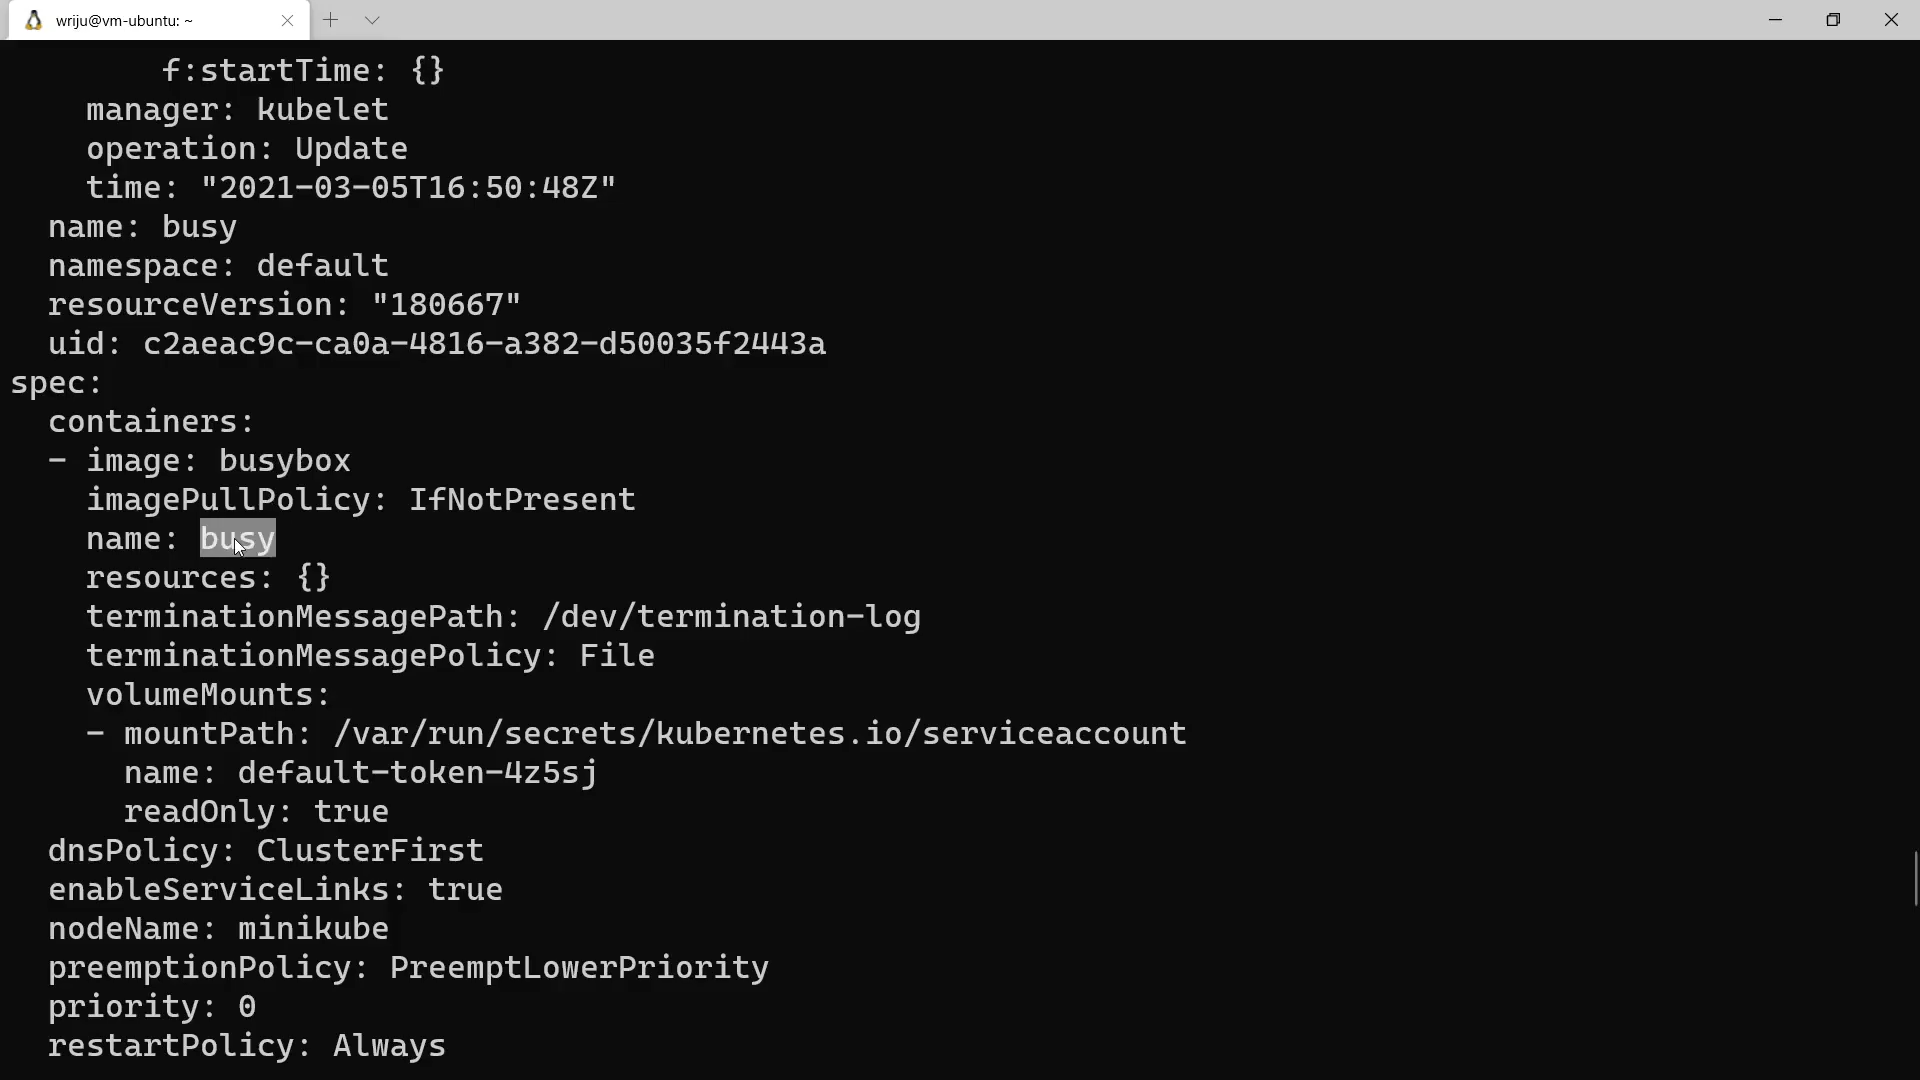 wriju@vm-ubuntu: ~
f:startTime: {}
manager: kubelet
operation: Update
time: "2021-03-05T16:50:48Z"
name: busy
namespace: default
resourceVersion: "180667"
uid: c2aeac9c-ca0a-4816-a382-d50035f2443a
spec:
containers:
- image: busybox
imagePullPolicy: IfNotPresent
name: busy
resources: {}
terminationMessagePath: /dev/termination-log
terminationMessagePolicy: File
volumeMounts:
- mountPath: /var/run/secrets/kubernetes.io/serviceaccount
name: default-token-4z5sj
readOnly: true
dnsPolicy: ClusterFirst
enableServiceLinks: true
nodeName: minikube
preemptionPolicy: PreemptLowerPriority
priority: 0
restartPolicy: Always